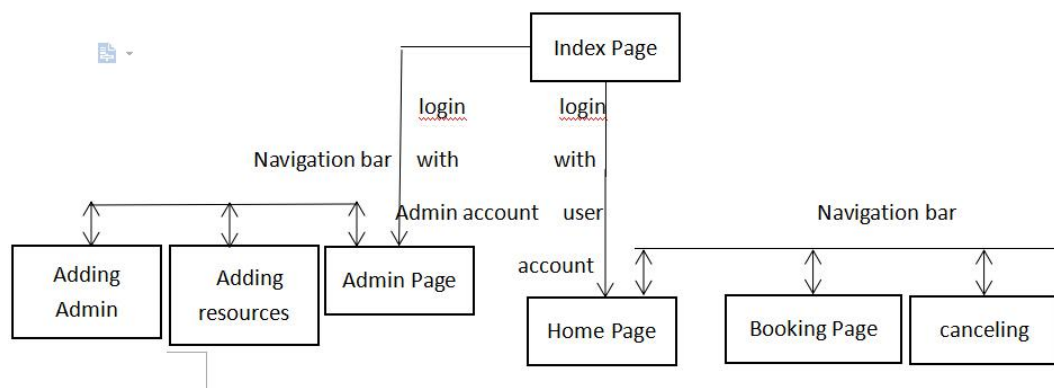 Index Page
login
with
Admin account
login
with
user
account
Navigation bar
Adding
Admin
Adding
resources
Admin Page
Navigation bar
Home Page
Booking Page
canceling